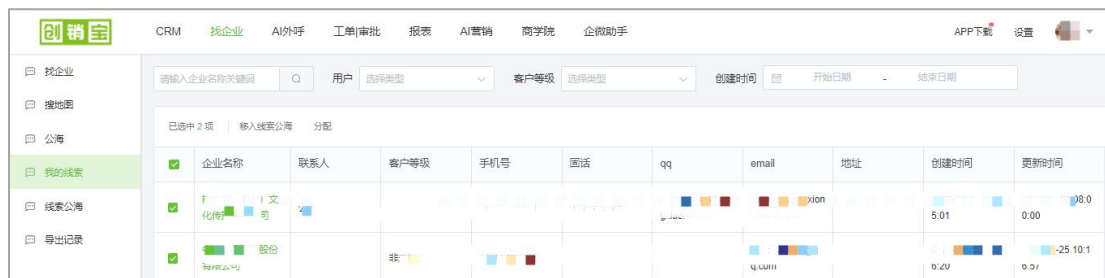 创销宝 CRM 找企业 AI外呼 工单|审批 报表 AI营销 商学院 企微助手 APP下载 设置
找企业 请输入企业名称关键词 用户 选择类型 客户等级 选择类型 创建时间 开始日期 - 结束日期
搜地图
公海 已选中 2 项 移入线索公海 分配
我的线索 企业名称 联系人 客户等级 手机号 固话 qq email 地址 创建时间 更新时间
线索公海 文 xion 08:0
司 5:01 0:00
导出记录 股份 非 -25 10:1
有限公司 q.com 6:20 6:57